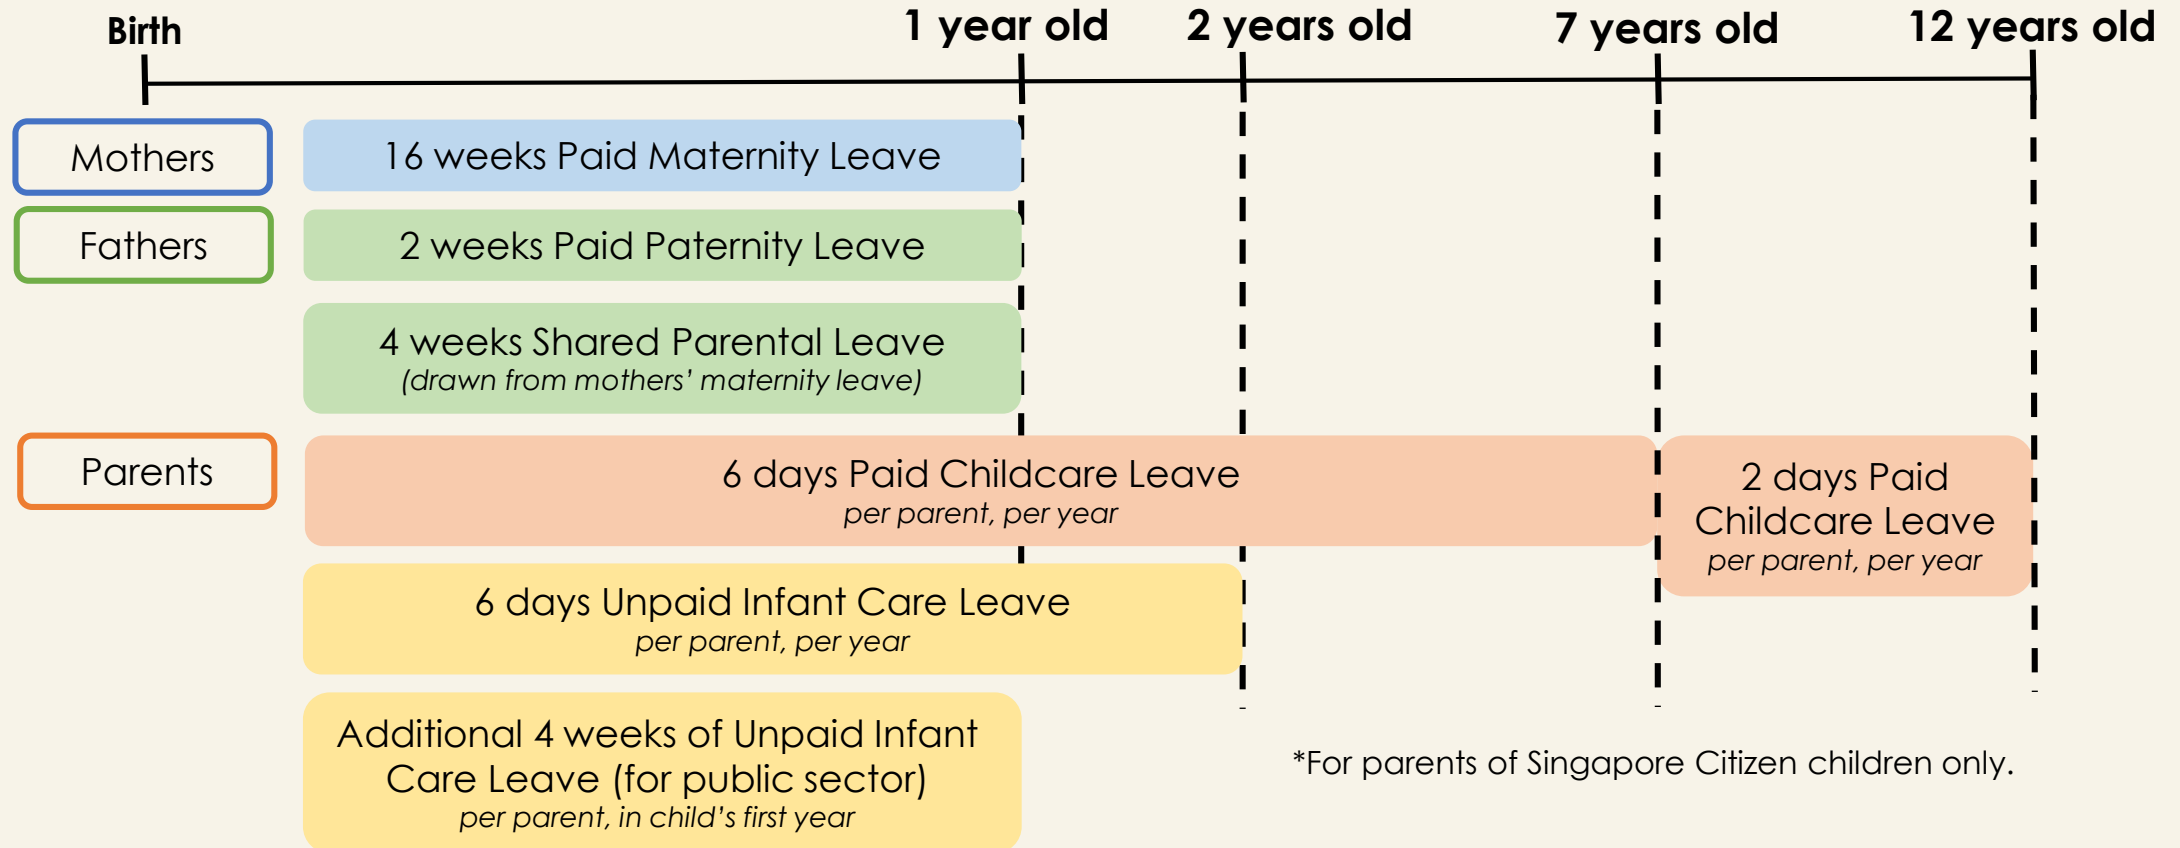 Birth
1 year old
2 years old
7 years old
12 years old
Mothers
16 weeks Paid Maternity Leave
Fathers
2 weeks Paid Paternity Leave
4 weeks Shared Parental Leave
(drawn from mothers’ maternity leave)
Parents
6 days Paid Childcare Leave
per parent, per year
2 days Paid
Childcare Leave
per parent, per year
6 days Unpaid Infant Care Leave
per parent, per year
Additional 4 weeks of Unpaid Infant
Care Leave (for public sector)
per parent, in child’s first year
*For parents of Singapore Citizen children only.